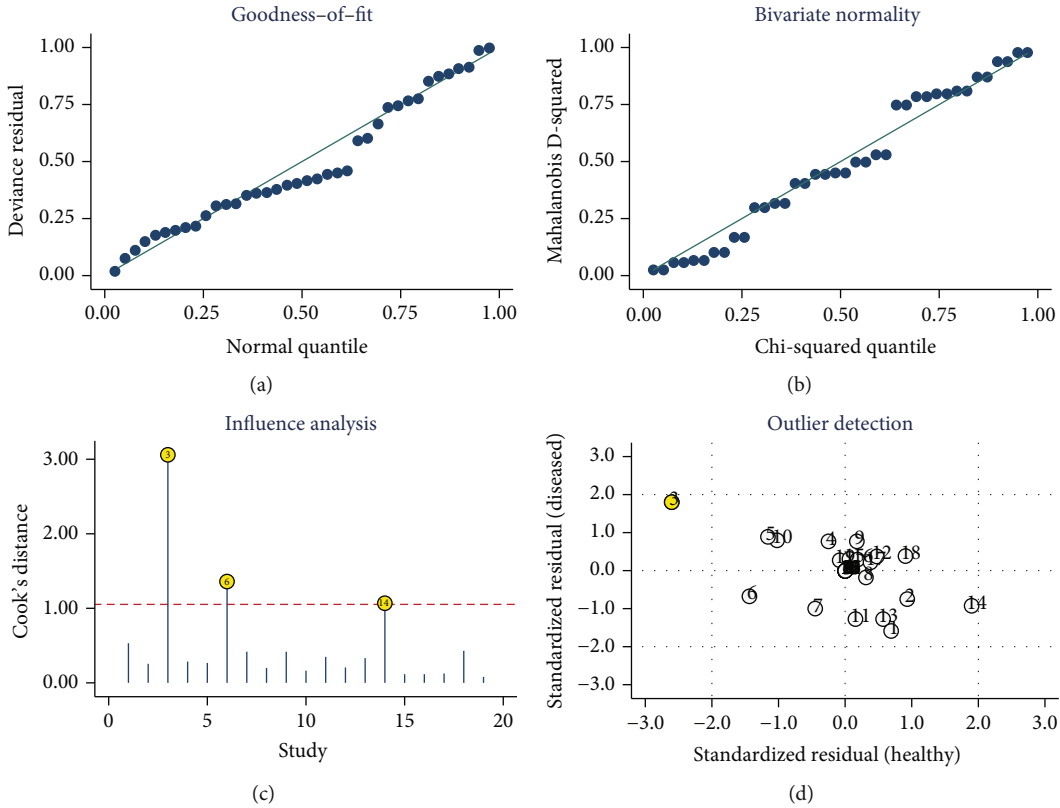 Goodness–of–fit
Deviance residual
1.00
0.75
0.50
0.25
0.00
0.00 0.25 0.50 0.75 1.00
Normal quantile
(a)
Bivariate normality
Mahalanobis D-squared
1.00
0.75
0.50
0.25
0.00
0.00 0.25 0.50 0.75 1.00
Chi-squared quantile
(b)
Influence analysis
Cook's distance
3.00
2.00
1.00
0.00
3
6
14
0 5 10 15 20
Study
(c)
Outlier detection
Standardized residual (diseased)
3.0
2.0
1.0
0.0
−1.0
−2.0
−3.0
3
5
10
4
9
12
18
8
6
7
2
14
11
13
1
−3.0 −2.0 −1.0 0.0 1.0 2.0 3.0
Standardized residual (healthy)
(d)